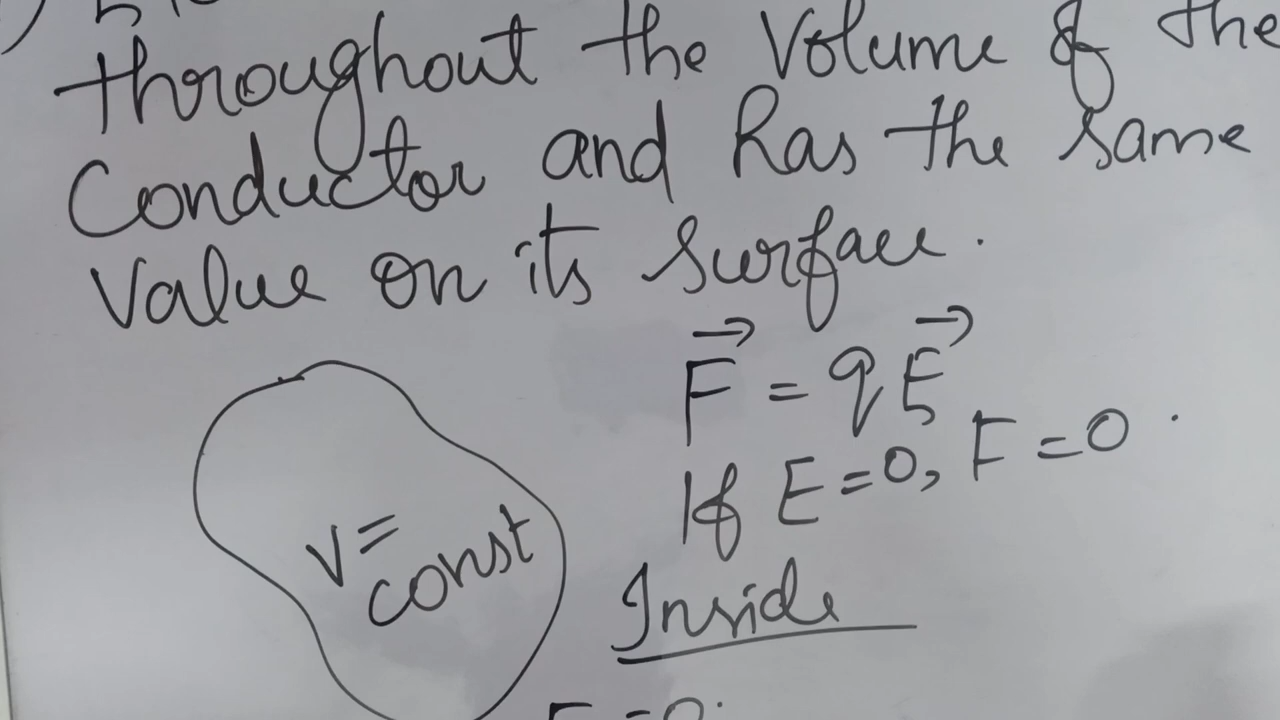 throughout the Volume of the
Conductor and has the same
Value on its surface.
F⃗ = qE⃗
If E=0, F=0.
V=
const
Inside